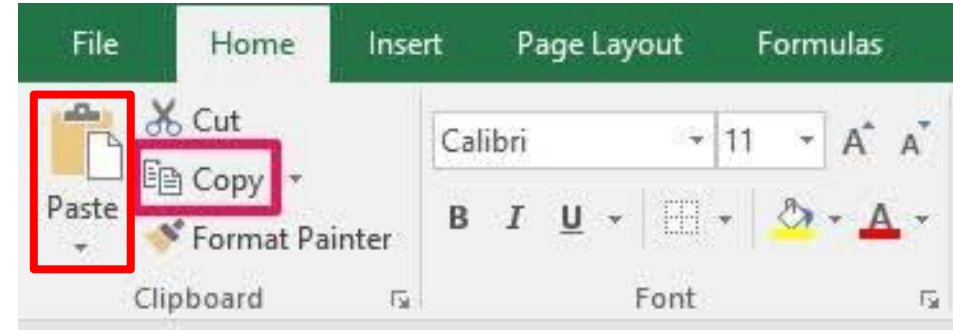 File Home Insert Page Layout Formulas
Cut
Copy
Paste
Format Painter
Clipboard
Calibri 11 A A
B I U A
Font